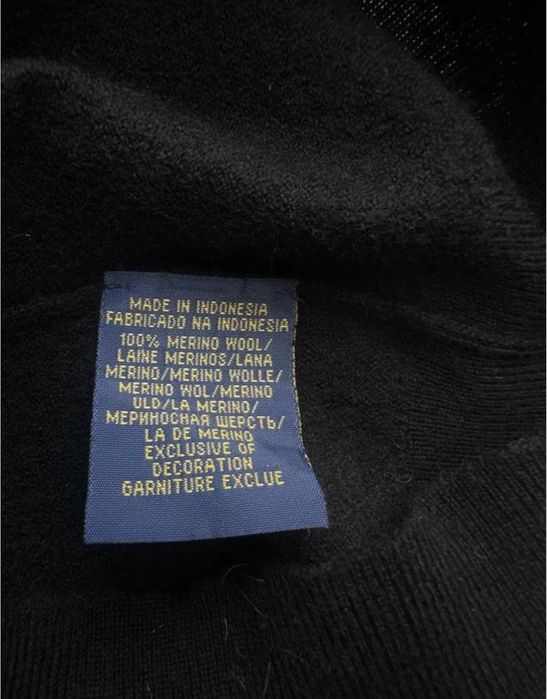 MADE IN INDONESIA
FABRICADO NA INDONESIA
100% MERINO WOOL/
LAINE MERINOS/LANA
MERINO/MERINO WOLLE/
MERINO WOL/MERINO
ULD/LA MERINO/
МЕРИНОСНАЯ ШЕРСТЬ/
LA DE MERINO
EXCLUSIVE OF
DECORATION
GARNITURE EXCLUE